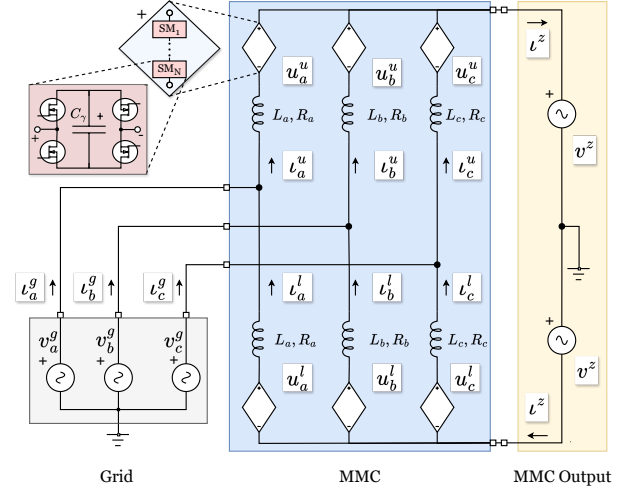 +
SM₁
SM_N
C_γ
+
+
-
+
-
+
-
+
-
u_a^u
u_b^u
u_c^u
L_a, R_a
L_b, R_b
L_c, R_c
ι_a^u
ι_b^u
ι_c^u
ι^z
+
v^z
ι_a^g
ι_b^g
ι_c^g
ι_a^l
ι_b^l
ι_c^l
v_a^g
v_b^g
v_c^g
+
+
+
L_a, R_a
L_b, R_b
L_c, R_c
+
v^z
u_a^l
u_b^l
u_c^l
+
-
+
-
+
-
ι^z
Grid
MMC
MMC Output